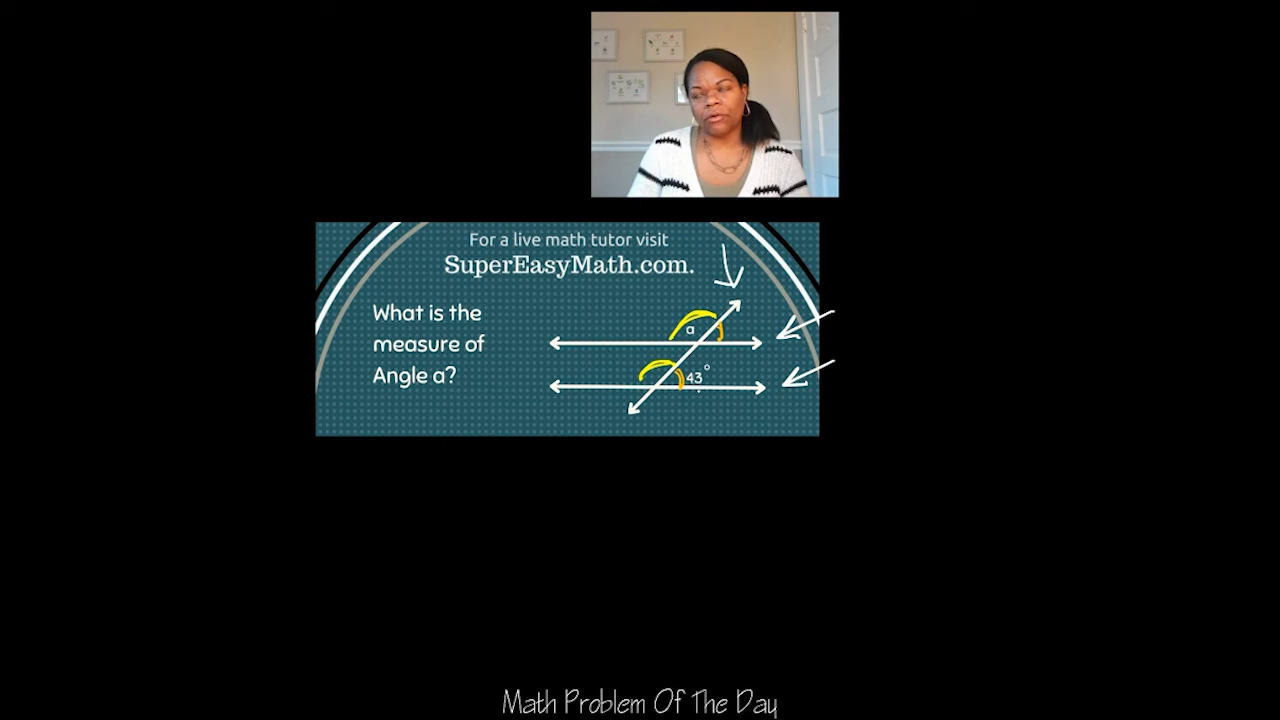 For a live math tutor visit
SuperEasyMath.com.
What is the
measure of
Angle a?
a
43°
Math Problem Of The Day